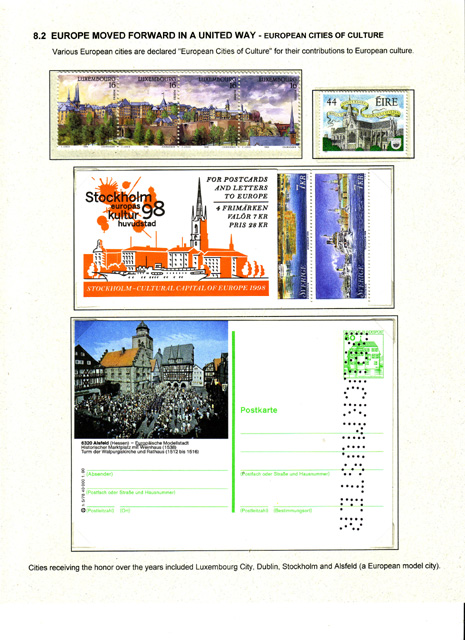 8.2 EUROPE MOVED FORWARD IN A UNITED WAY - EUROPEAN CITIES OF CULTURE
Various European cities are declared "European Cities of Culture" for their contributions to European culture.
LUXEMBOURG 16 LUXEMBOURG 16 LUXEMBOURG 16
44 ÉIRE
Stockholm
europas
kultur 98
huvudstad
FOR POSTCARDS
AND LETTERS
TO EUROPE
4 FRIMÄRKEN
VALÖR 7 KR
PRIS 28 KR
STOCKHOLM – CULTURAL CAPITAL OF EUROPE 1998
SVERIGE 7 KR
SVERIGE 7 KR
6320 Alsfeld (Hessen) – Europäische Modellstadt
Historischer Marktplatz mit Weinhaus (1538)
Turm der Walpurgiskirche und Rathaus (1512 bis 1516)
Postkarte
(Absender)
(Postfach oder Straße und Hausnummer)
(Postleitzahl) (Ort)
(Postfach oder Straße und Hausnummer)
(Postleitzahl) (Bestimmungsort)
Cities receiving the honor over the years included Luxembourg City, Dublin, Stockholm and Alsfeld (a European model city).